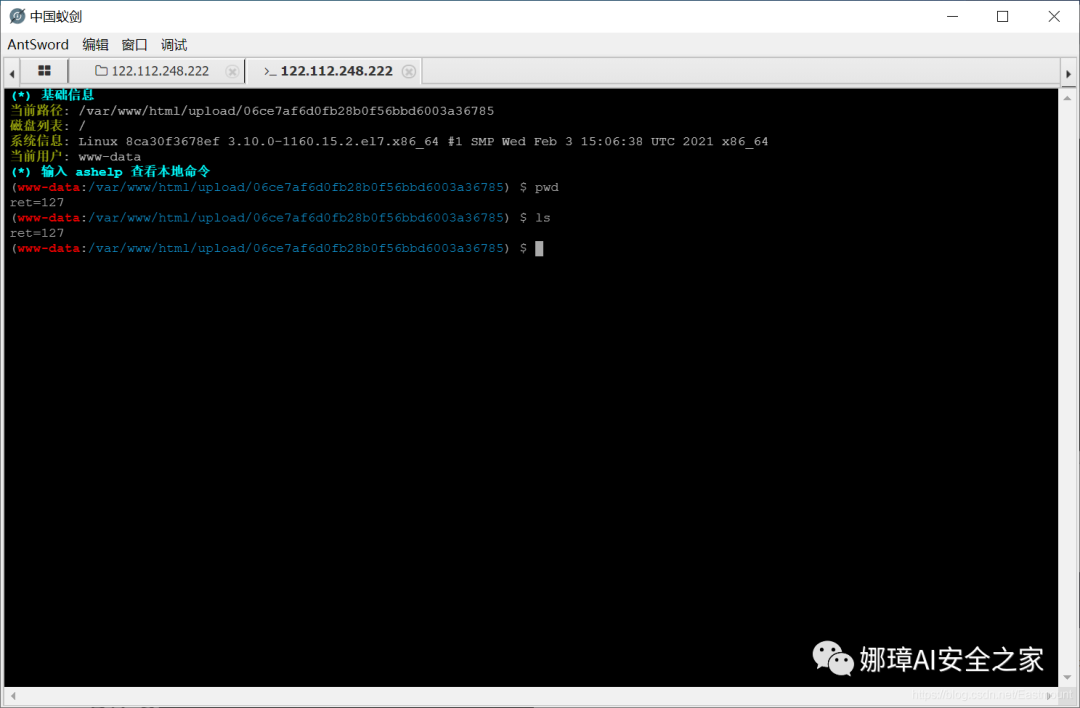 中国蚁剑
AntSword 编辑 窗口 调试
122.112.248.222 >_ 122.112.248.222
(*) 基础信息
当前路径: /var/www/html/upload/06ce7af6d0fb28b0f56bbd6003a36785
磁盘列表: /
系统信息: Linux 8ca30f3678ef 3.10.0-1160.15.2.el7.x86_64 #1 SMP Wed Feb 3 15:06:38 UTC 2021 x86_64
当前用户: www-data
(*) 输入 ashelp 查看本地命令
(www-data:/var/www/html/upload/06ce7af6d0fb28b0f56bbd6003a36785) $ pwd
ret=127
(www-data:/var/www/html/upload/06ce7af6d0fb28b0f56bbd6003a36785) $ ls
ret=127
(www-data:/var/www/html/upload/06ce7af6d0fb28b0f56bbd6003a36785) $
娜璋AI安全之家